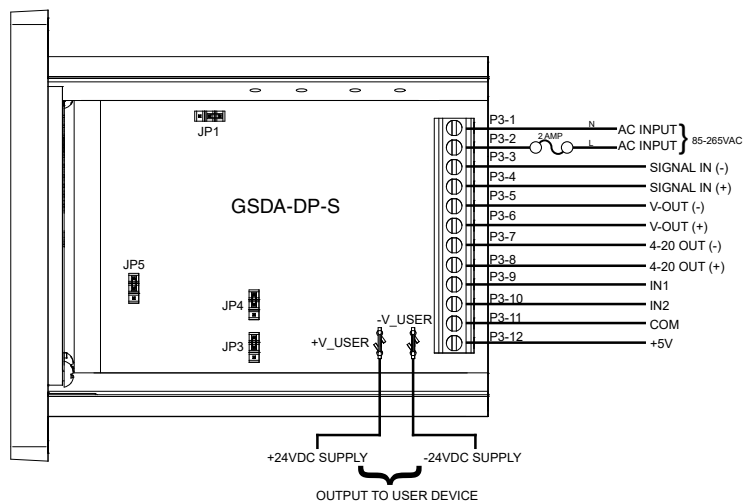 JP1
GSDA-DP-S
JP5
JP4
JP3
-V_USER
+V_USER
P3-1 N AC INPUT
P3-2 2 AMP L AC INPUT
85-265VAC
P3-3 SIGNAL IN (-)
P3-4 SIGNAL IN (+)
P3-5 V-OUT (-)
P3-6 V-OUT (+)
P3-7 4-20 OUT (-)
P3-8 4-20 OUT (+)
P3-9 IN1
P3-10 IN2
P3-11 COM
P3-12 +5V
+24VDC SUPPLY -24VDC SUPPLY
OUTPUT TO USER DEVICE